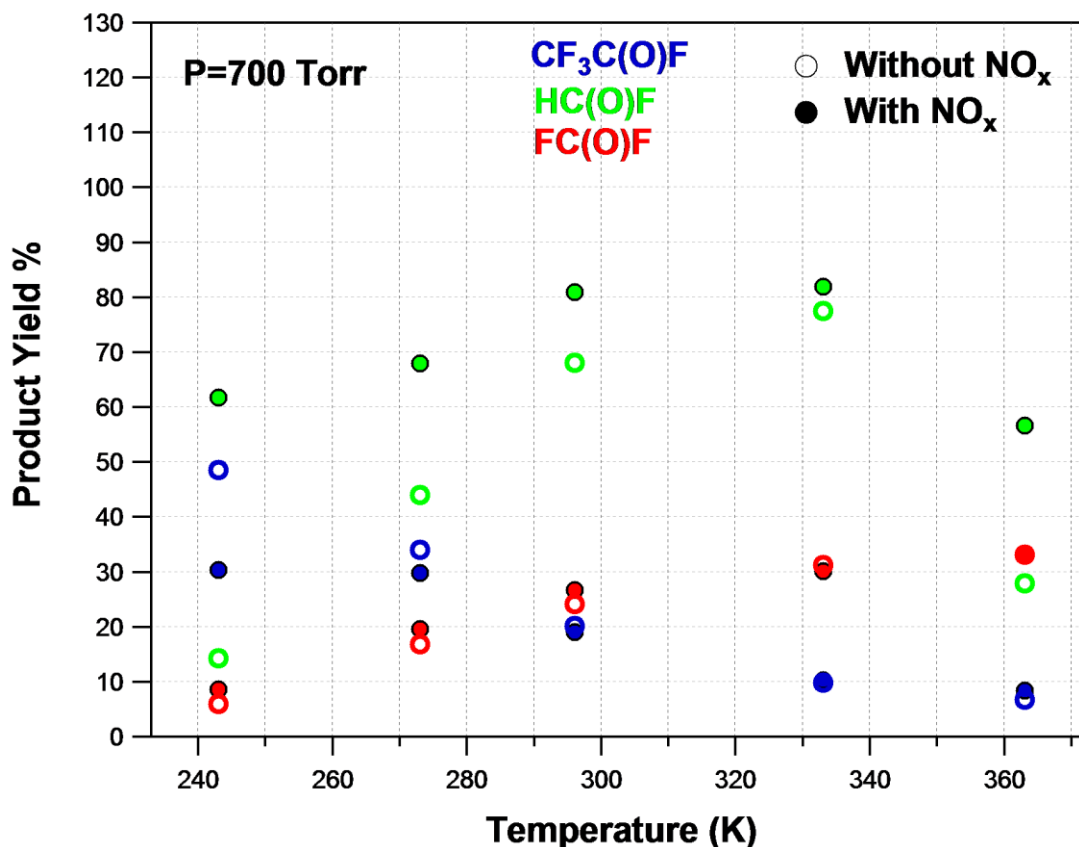 P=700 Torr
CF₃C(O)F
HC(O)F
FC(O)F
Without NOₓ
With NOₓ
Product Yield %
130
120
110
100
90
80
70
60
50
40
30
20
10
0
240
260
280
300
320
340
360
Temperature (K)